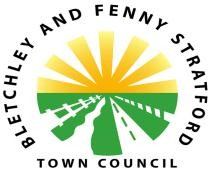 BLETCHLEY AND FENNY STRATFORD
TOWN COUNCIL